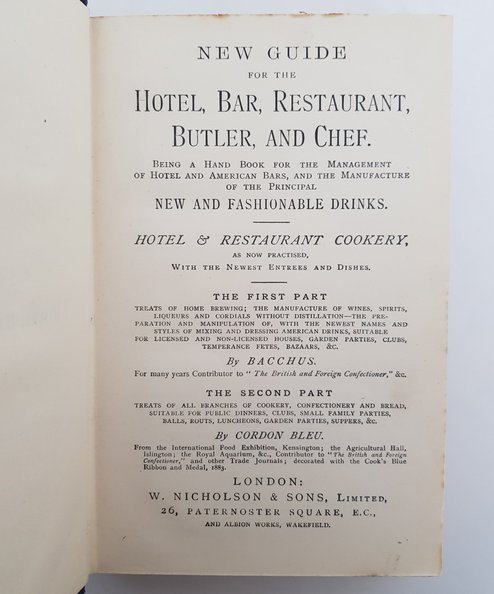 NEW GUIDE
FOR THE
HOTEL, BAR, RESTAURANT,
BUTLER, AND CHEF.
BEING A HAND BOOK FOR THE MANAGEMENT
OF HOTEL AND AMERICAN BARS, AND THE MANUFACTURE
OF THE PRINCIPAL
NEW AND FASHIONABLE DRINKS.
HOTEL & RESTAURANT COOKERY,
AS NOW PRACTISED,
WITH THE NEWEST ENTREES AND DISHES.
THE FIRST PART
TREATS OF HOME BREWING; THE MANUFACTURE OF WINES, SPIRITS,
LIQUEURS AND CORDIALS WITHOUT DISTILLATION—THE PRE-
PARATION AND MANIPULATION OF, WITH THE NEWEST NAMES AND
STYLES OF MIXING AND DRESSING AMERICAN DRINKS, SUITABLE
FOR LICENSED AND NON-LICENSED HOUSES, GARDEN PARTIES, CLUBS,
TEMPERANCE FETES, BAZAARS, &C.
By BACCHUS.
For many years Contributor to "The British and Foreign Confectioner," &c.
THE SECOND PART
TREATS OF ALL BRANCHES OF COOKERY, CONFECTIONERY AND BREAD,
SUITABLE FOR PUBLIC DINNERS, CLUBS, SMALL FAMILY PARTIES,
BALLS, ROUTS, LUNCHEONS, GARDEN PARTIES, SUPPERS, &C.
By CORDON BLEU.
From the International Food Exhibition, Kensington; the Agricultural Hall,
Islington; the Royal Aquarium, &c., Contributor to "The British and Foreign
Confectioner," and other Trade Journals; decorated with the Cook's Blue
Ribbon and Medal, 1885.
LONDON:
W. NICHOLSON & SONS, LIMITED,
26, PATERNOSTER SQUARE, E.C.,
AND ALBION WORKS, WAKEFIELD.